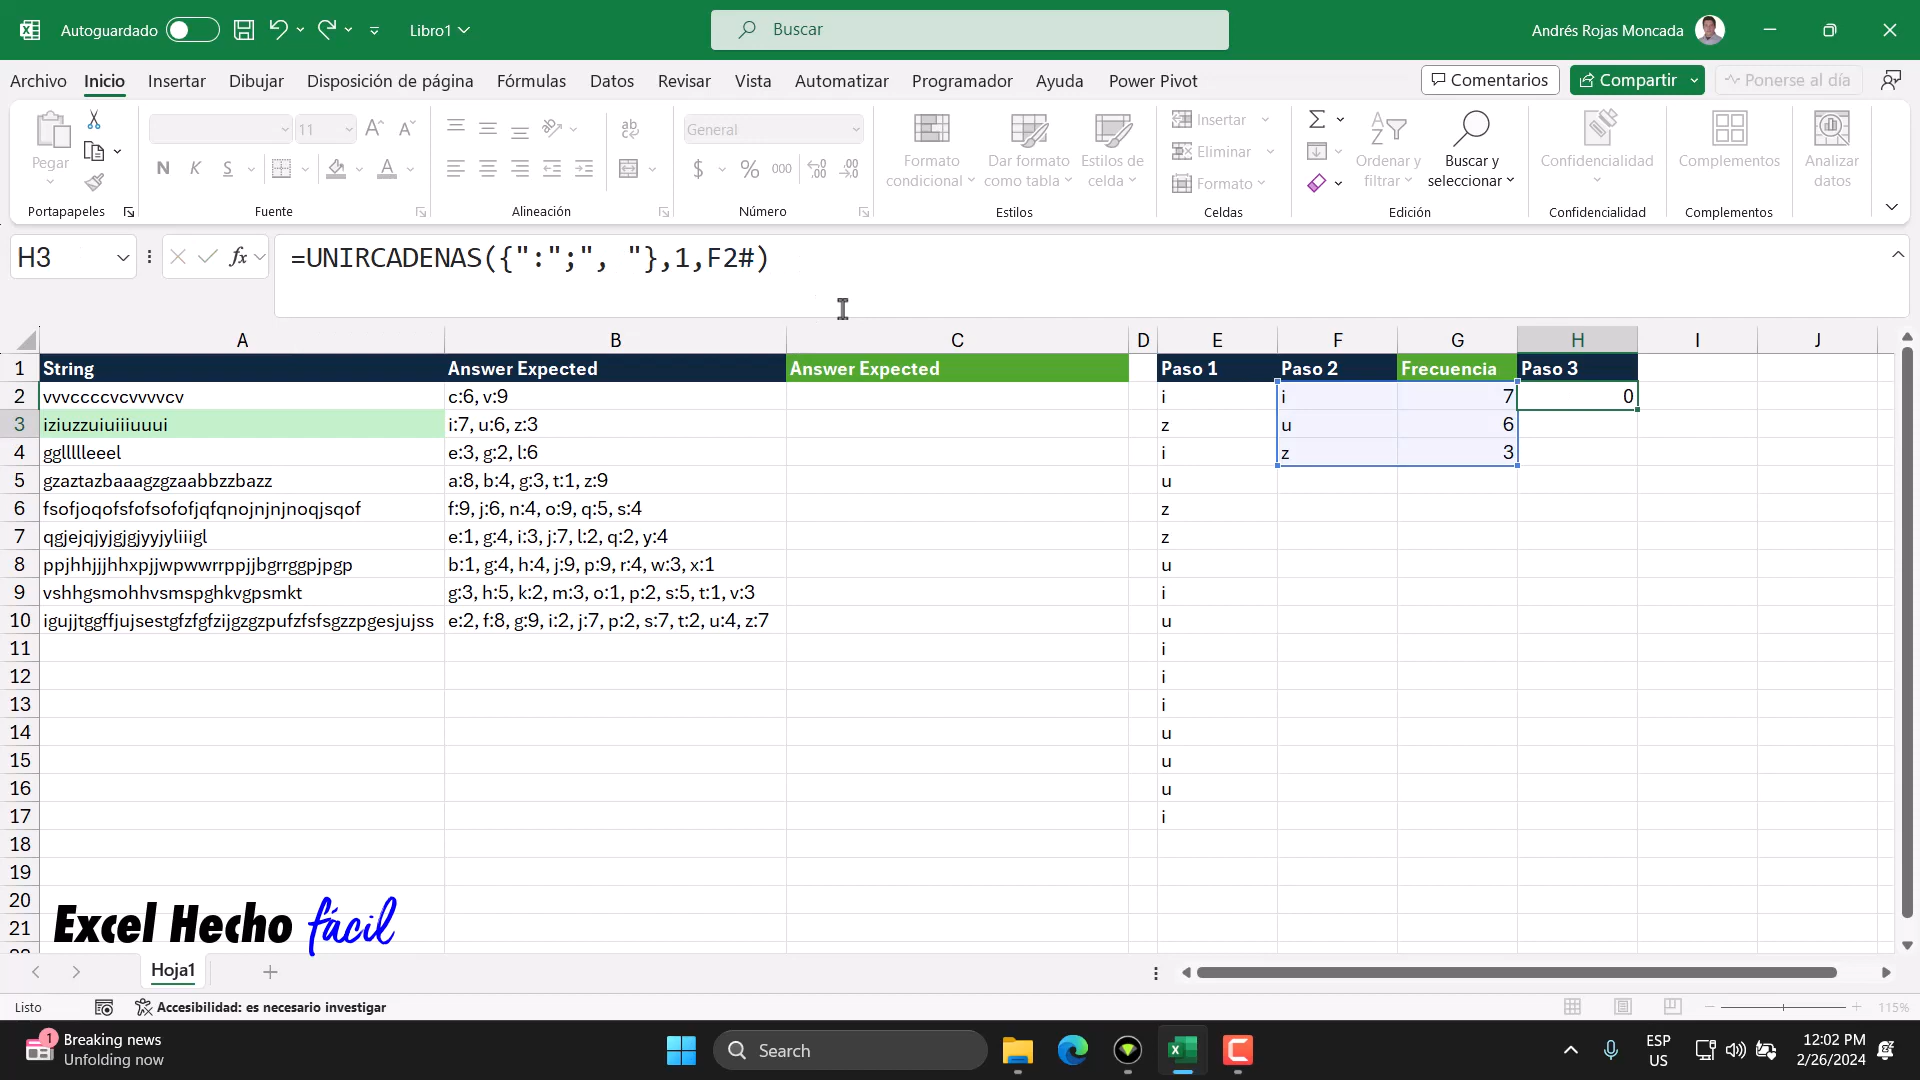 Autoguardado
Libro1
Buscar
Andrés Rojas Moncada
Archivo Inicio Insertar Dibujar Disposición de página Fórmulas Datos Revisar Vista Automatizar Programador Ayuda Power Pivot
Comentarios Compartir Ponerse al día
Pegar
Portapapeles
11
N K S
Fuente
ab
Alineación
General
$ % 000
Número
Formato condicional
Dar formato como tabla
Estilos de celda
Estilos
Insertar
Eliminar
Formato
Celdas
Ordenar y filtrar
Buscar y seleccionar
Edición
Confidencialidad
Confidencialidad
Complementos
Complementos
Analizar datos
H3 fx =UNIRCADENAS({":";", "},1,F2#)
A B C D E F G H I J
1 String Answer Expected Answer Expected Paso 1 Paso 2 Frecuencia Paso 3
2 vvvccccvcvvvvcv c:6, v:9 i i 7 0
3 iziuzzuiuiiiuuui i:7, u:6, z:3 z u 6
4 ggllllleeel e:3, g:2, l:6 i z 3
5 gzaztazbaaagzgzaabbzzbazz a:8, b:4, g:3, t:1, z:9 u
6 fsofjoqofsfofsofofjqfqnojnjnjnoqjsqof f:9, j:6, n:4, o:9, q:5, s:4 z
7 qgjejqjyjgjgjyyjyliiigl e:1, g:4, i:3, j:7, l:2, q:2, y:4 z
8 ppjhhjjjhhxpjjwpwwrrppjjbgrrggpjpgp b:1, g:4, h:4, j:9, p:9, r:4, w:3, x:1 u
9 vshhgsmohhvsmspghkvgpsmkt g:3, h:5, k:2, m:3, o:1, p:2, s:5, t:1, v:3 i
10 igujjtggffjujsestgfzfgfzijgzgzpufzfsfsgzzpgesjujss e:2, f:8, g:9, i:2, j:7, p:2, s:7, t:2, u:4, z:7 u
11 i
12 i
13 i
14 u
15 u
16 u
17 i
18
19
20
21
Excel Hecho fácil
Hoja1
Listo Accesibilidad: es necesario investigar 115%
1 Breaking news
Unfolding now
Search
ESP
US
12:02 PM
2/26/2024